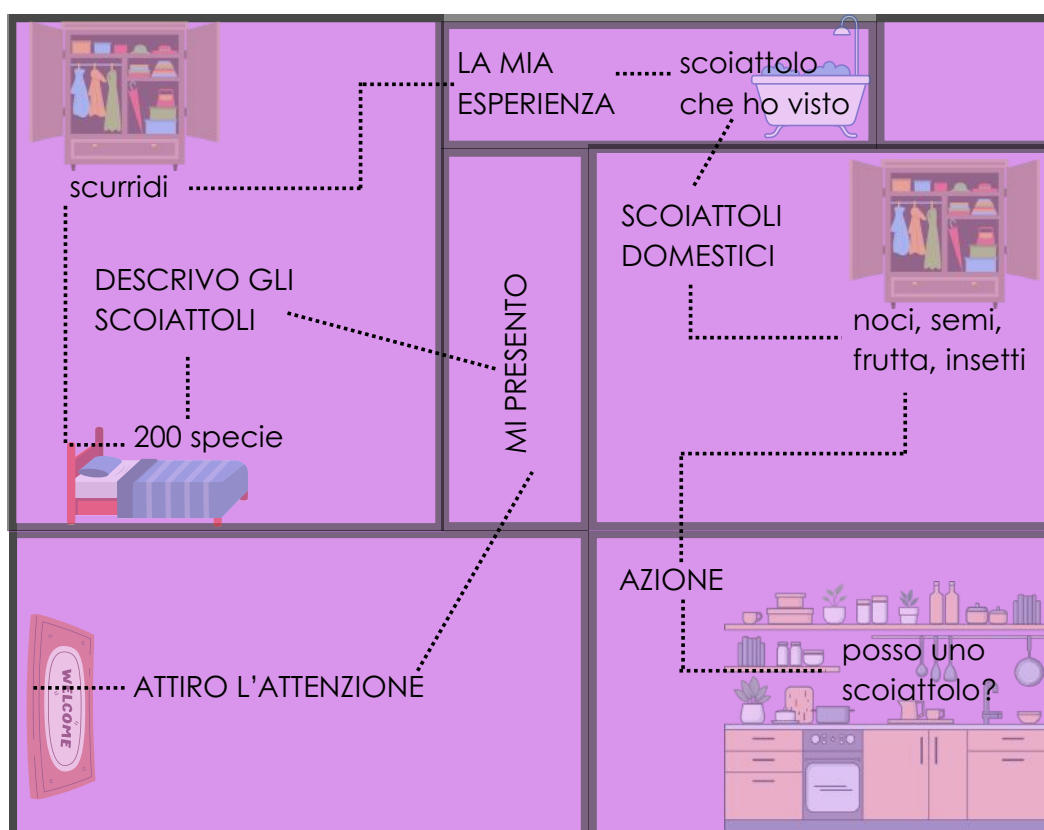 LA MIA
ESPERIENZA
scoiattolo
che ho visto
scurridi
SCOIATTOLI
DOMESTICI
DESCRIVO GLI
SCOIATTOLI
MI PRESENTO
noci, semi,
frutta, insetti
200 specie
AZIONE
posso uno
scoiattolo?
WELCOME
ATTIRO L'ATTENZIONE